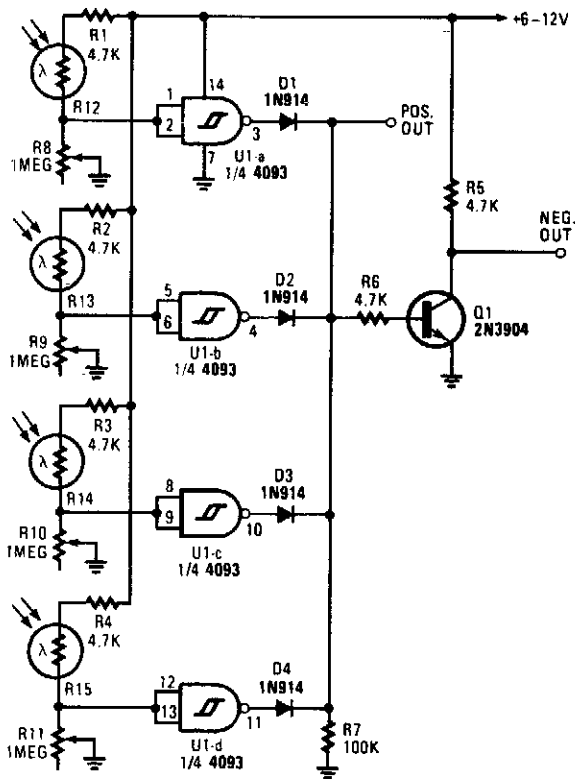 +6-12V
R1
4.7K
λ
R12
R8
1MEG
14
1
2
3
7
U1-a
1/4 4093
D1
1N914
POS.
OUT
R5
4.7K
NEG.
OUT
R2
4.7K
λ
R13
R9
1MEG
5
6
4
U1-b
1/4 4093
D2
1N914
R6
4.7K
Q1
2N3904
R3
4.7K
λ
R14
R10
1MEG
8
9
10
U1-c
1/4 4093
D3
1N914
R4
4.7K
λ
R15
R11
1MEG
12
13
11
U1-d
1/4 4093
D4
1N914
R7
100K